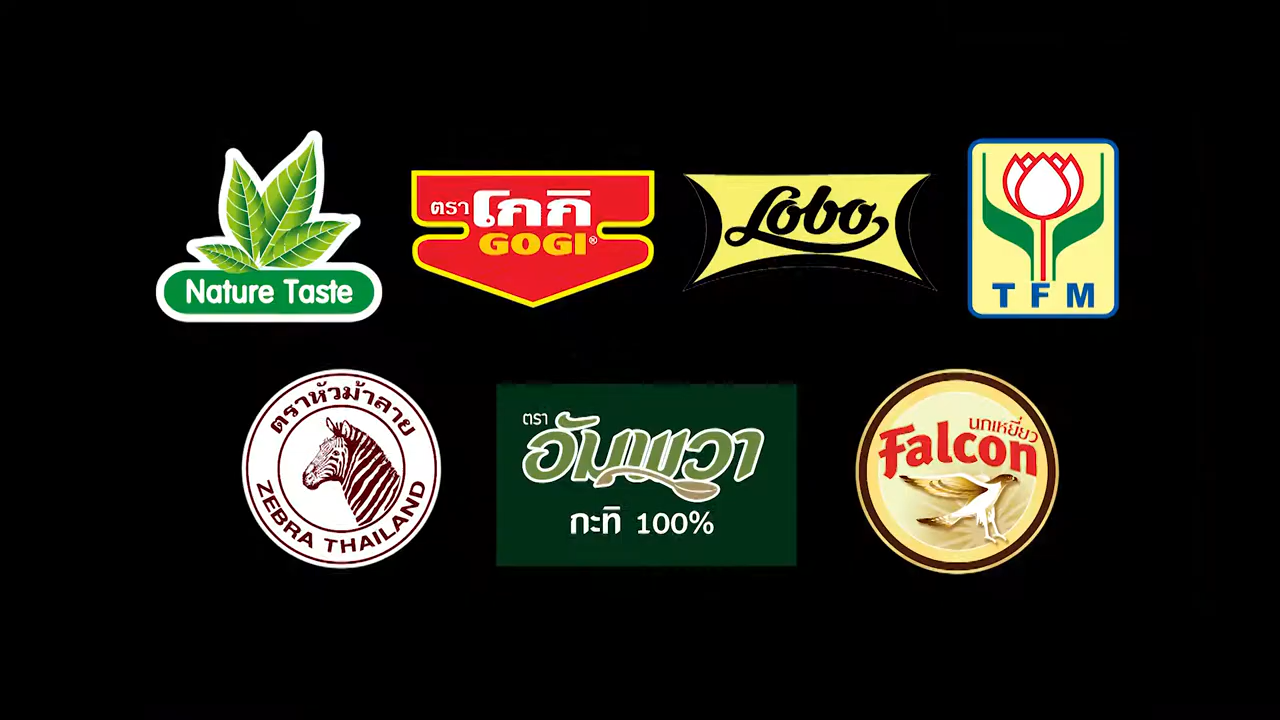 Nature Taste
ตรา โกกิ
GOGI®
Lobo
TFM
ตราหัวม้าลาย
ZEBRA THAILAND
ตรา
อัมพวา
กะทิ 100%
นกเหยี่ยว
Falcon